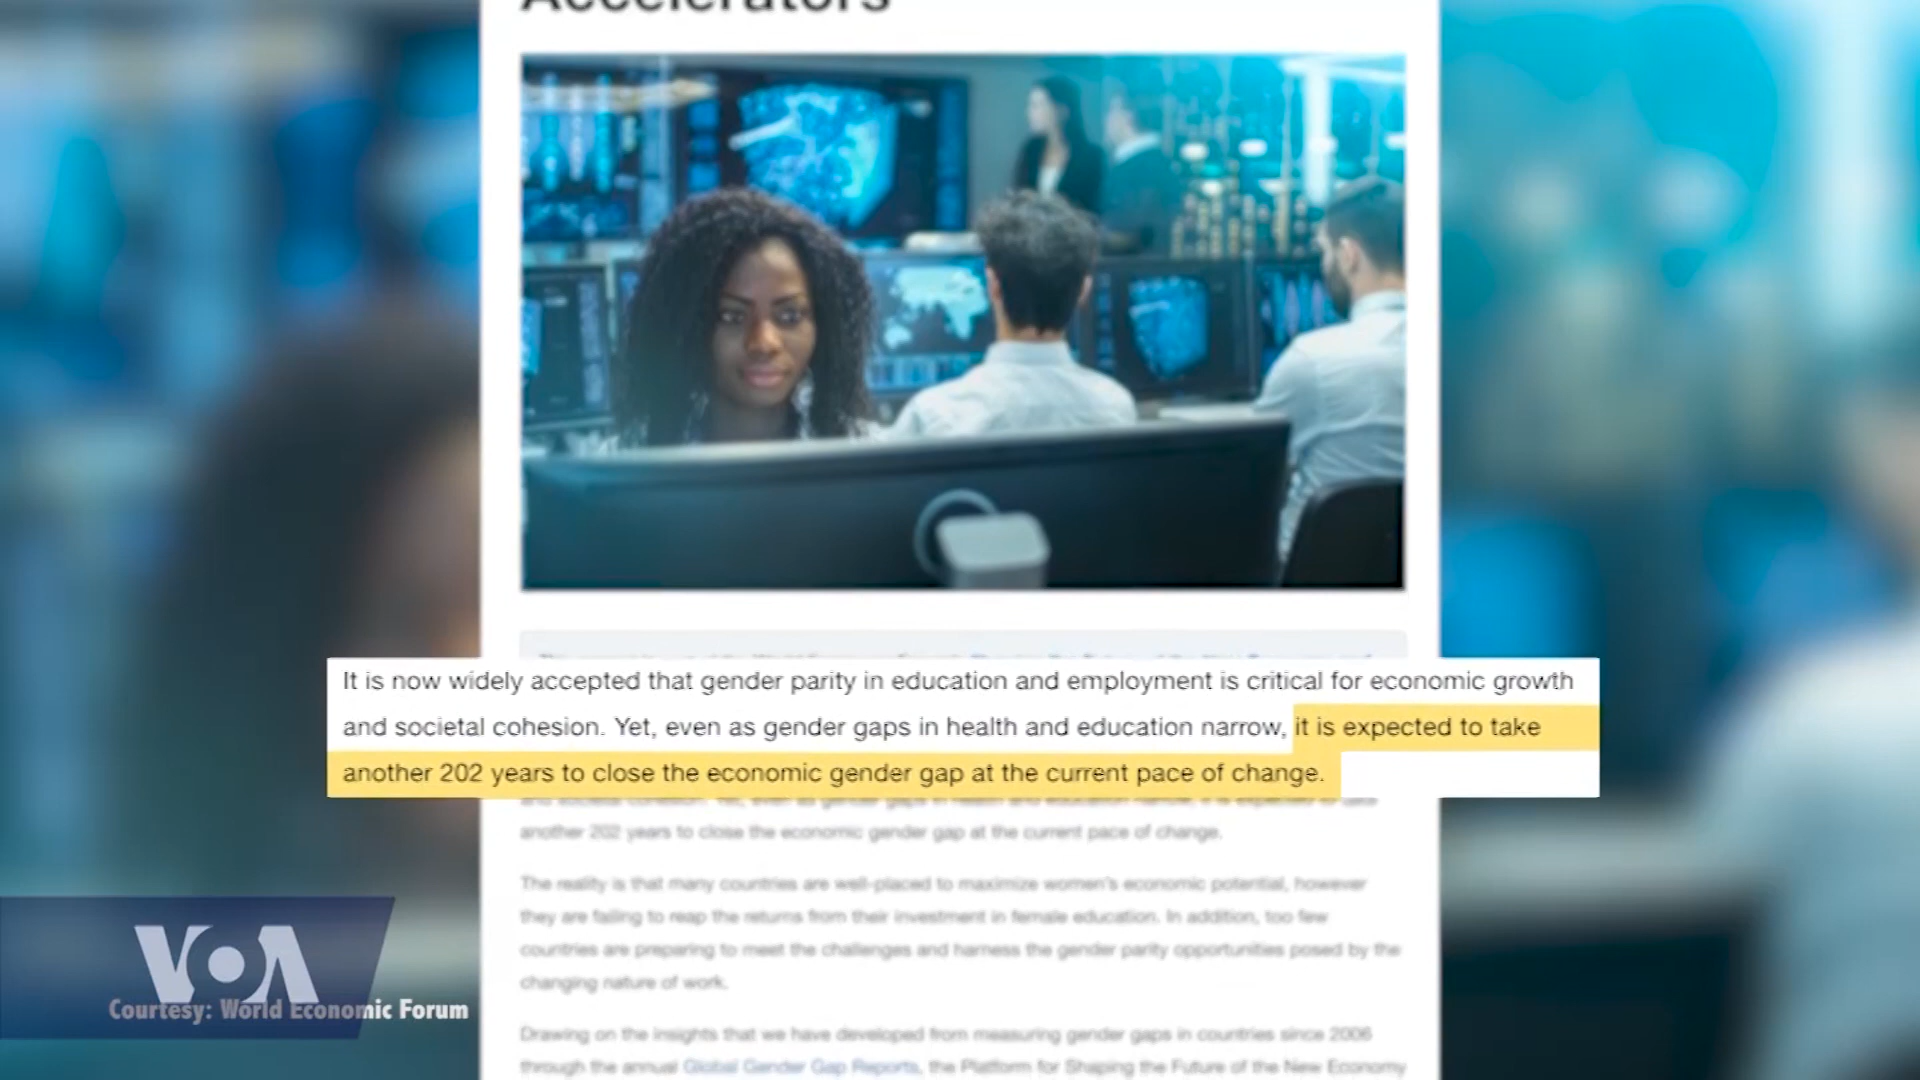 Accelerators
It is now widely accepted that gender parity in education and employment is critical for economic growth
and societal cohesion. Yet, even as gender gaps in health and education narrow, it is expected to take
another 202 years to close the economic gender gap at the current pace of change.
another 202 years to close the economic gender gap at the current pace of change.
The reality is that many countries are well-placed to maximize women's economic potential, however
they are failing to reap the returns from their investment in female education. In addition, too few
countries are preparing to meet the challenges and harness the gender parity opportunities posed by the
changing nature of work.
Drawing on the insights that we have developed from measuring gender gaps in countries since 2006
through the annual Global Gender Gap Reports, the Platform for Shaping the Future of the New Economy
VOA
Courtesy: World Economic Forum